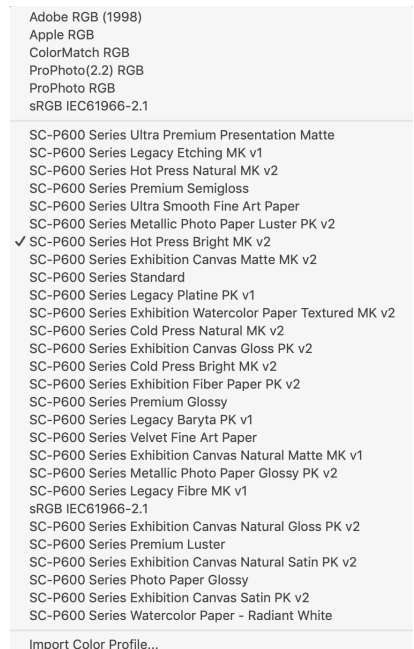 Adobe RGB (1998)
Apple RGB
ColorMatch RGB
ProPhoto(2.2) RGB
ProPhoto RGB
sRGB IEC61966-2.1
SC-P600 Series Ultra Premium Presentation Matte
SC-P600 Series Legacy Etching MK v1
SC-P600 Series Hot Press Natural MK v2
SC-P600 Series Premium Semigloss
SC-P600 Series Ultra Smooth Fine Art Paper
SC-P600 Series Metallic Photo Paper Luster PK v2
✓ SC-P600 Series Hot Press Bright MK v2
SC-P600 Series Exhibition Canvas Matte MK v2
SC-P600 Series Standard
SC-P600 Series Legacy Platine PK v1
SC-P600 Series Exhibition Watercolor Paper Textured MK v2
SC-P600 Series Cold Press Natural MK v2
SC-P600 Series Exhibition Canvas Gloss PK v2
SC-P600 Series Cold Press Bright MK v2
SC-P600 Series Exhibition Fiber Paper PK v2
SC-P600 Series Premium Glossy
SC-P600 Series Legacy Baryta PK v1
SC-P600 Series Velvet Fine Art Paper
SC-P600 Series Exhibition Canvas Natural Matte MK v1
SC-P600 Series Metallic Photo Paper Glossy PK v2
SC-P600 Series Legacy Fibre MK v1
sRGB IEC61966-2.1
SC-P600 Series Exhibition Canvas Natural Gloss PK v2
SC-P600 Series Premium Luster
SC-P600 Series Exhibition Canvas Natural Satin PK v2
SC-P600 Series Photo Paper Glossy
SC-P600 Series Exhibition Canvas Satin PK v2
SC-P600 Series Watercolor Paper - Radiant White
Import Color Profile...